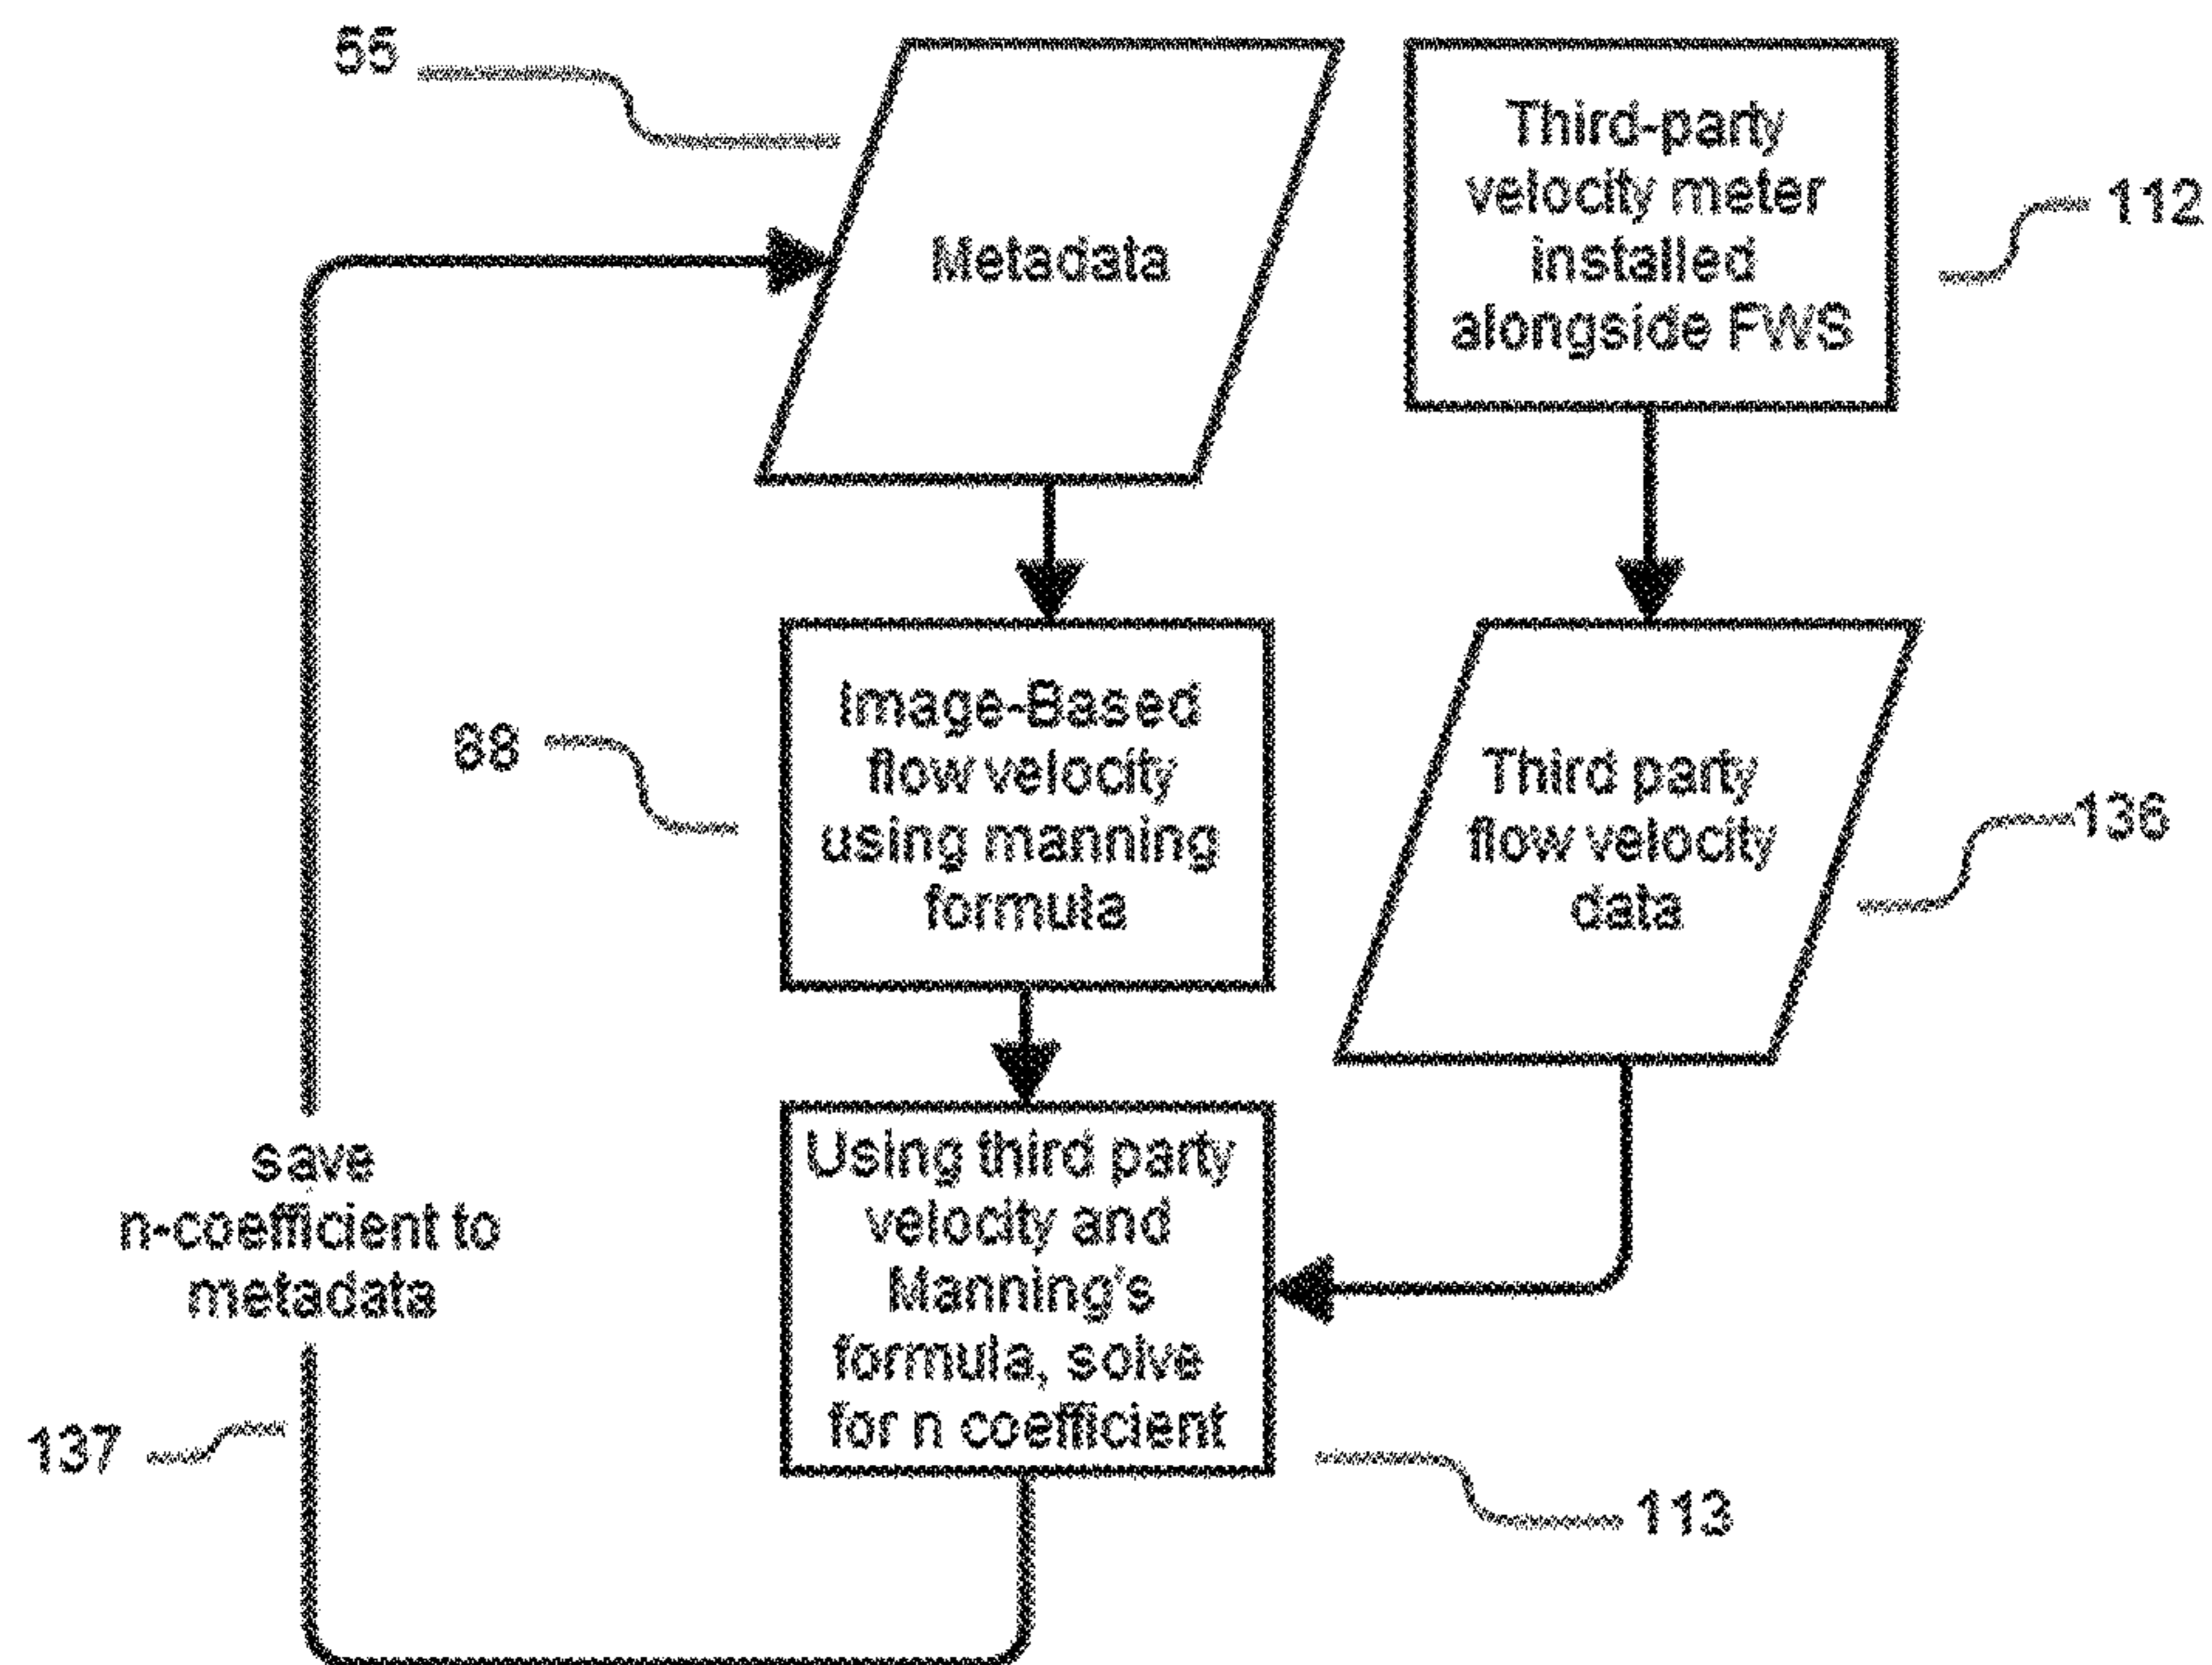 55
Metadata
Third-party
velocity meter
installed
alongside FWS
112
68
Image-Based
flow velocity
using manning
formula
Third party
flow velocity
data
136
save
n-coefficient to
metadata
Using third party
velocity and
Manning's
formula, solve
for n coefficient
137
113